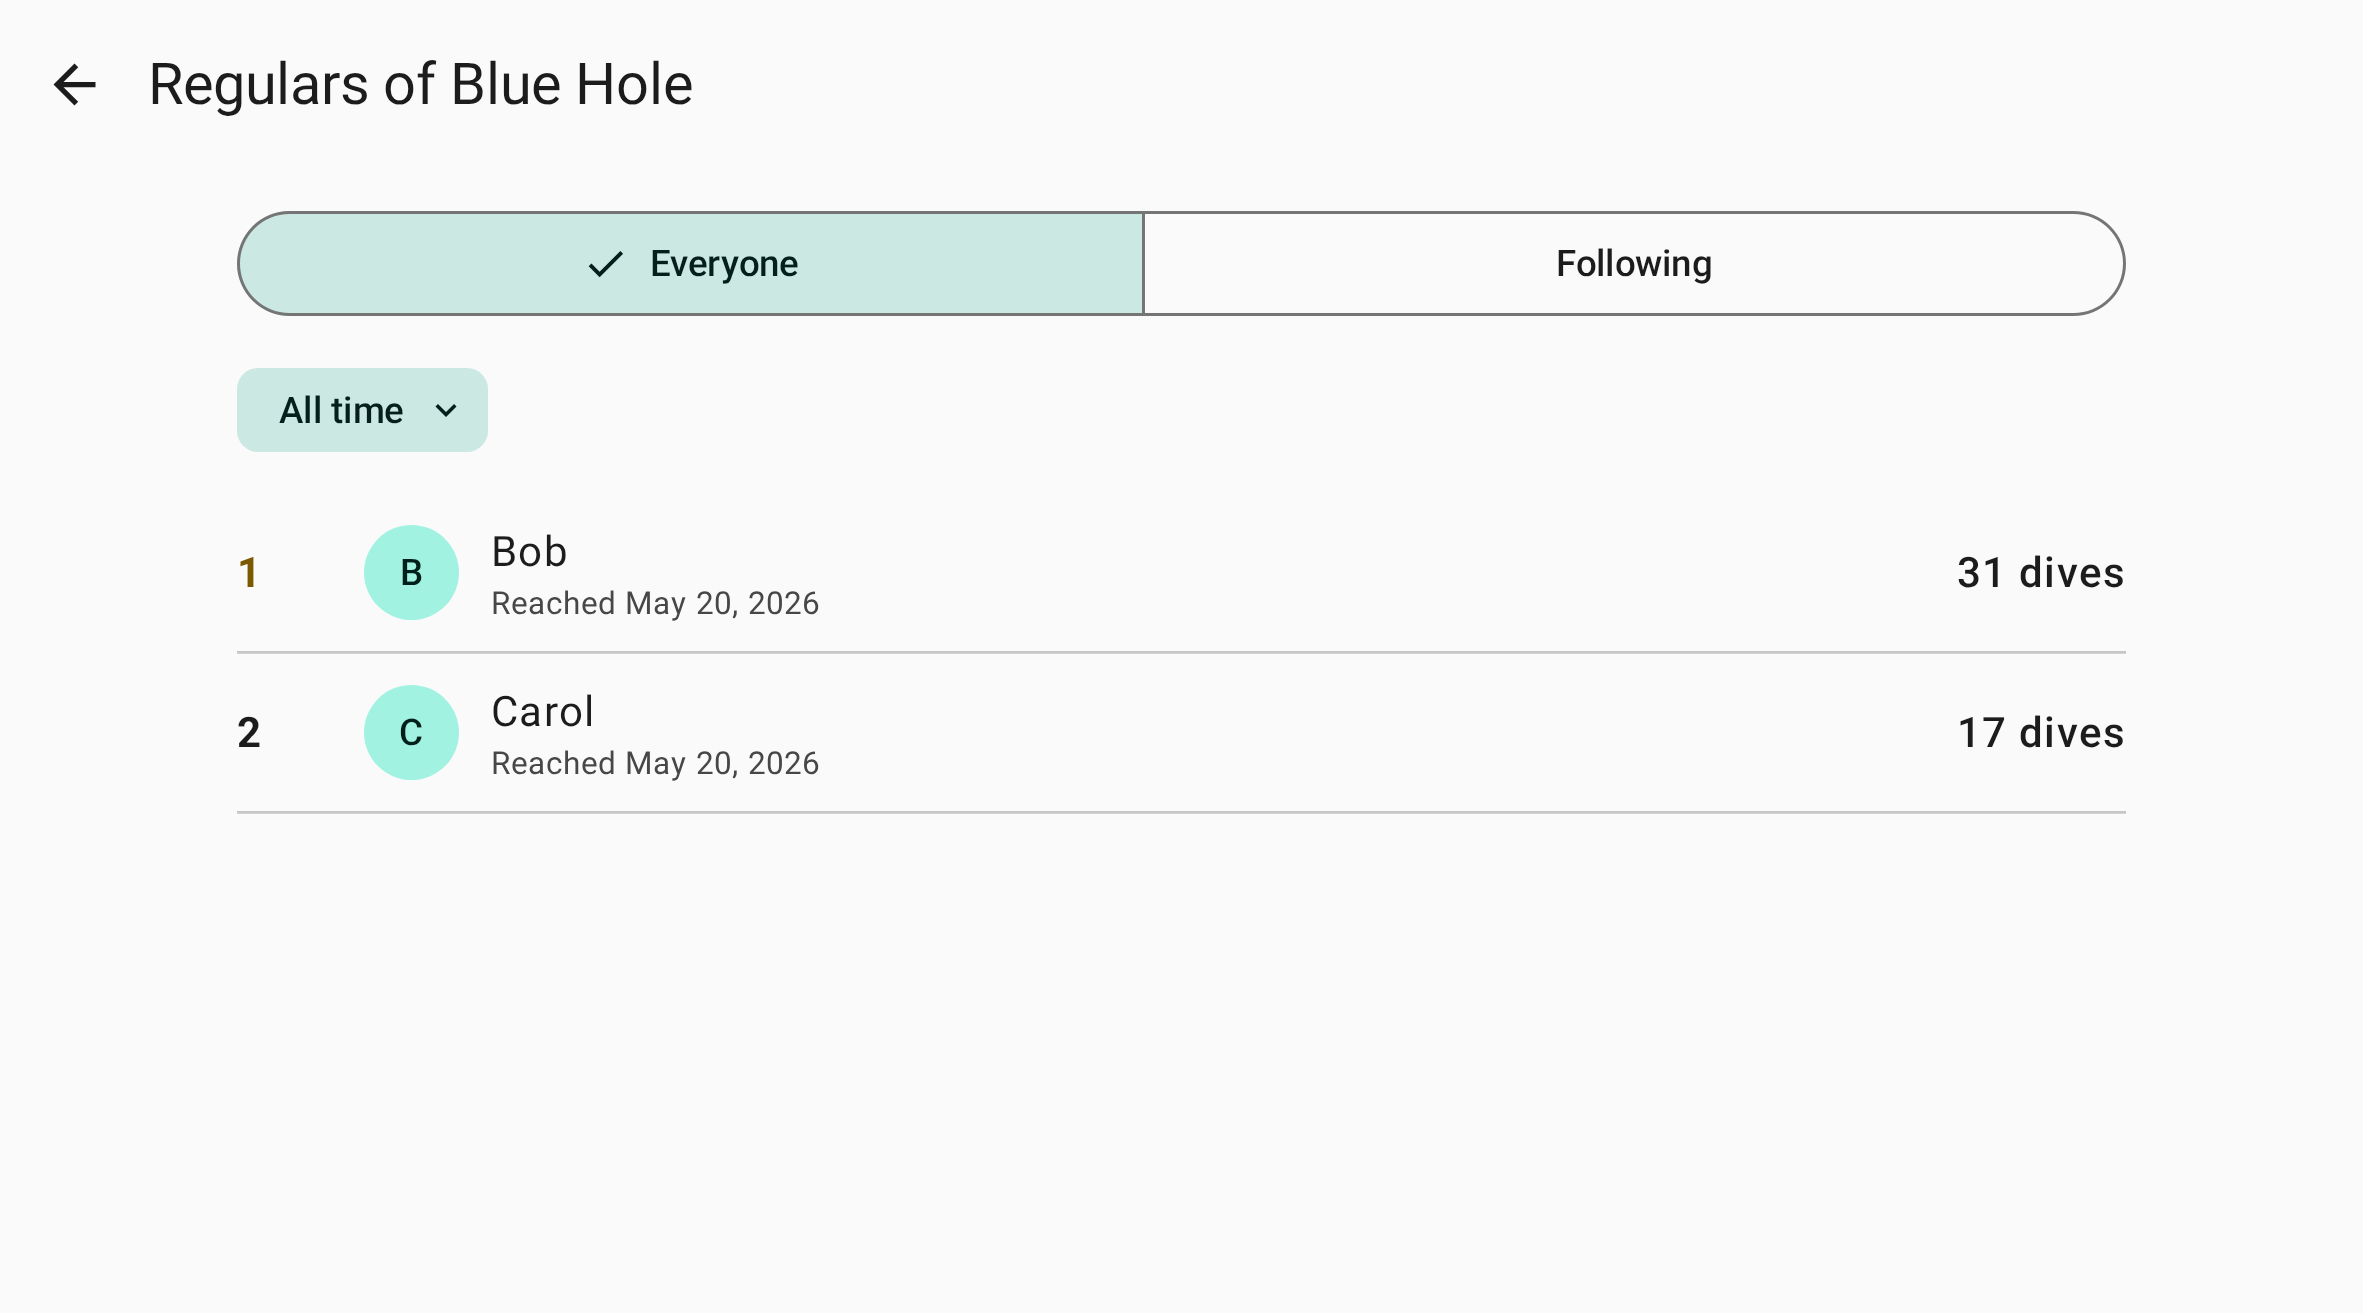 Regulars of Blue Hole
Everyone
Following
All time
1
B
Bob
Reached May 20, 2026
31 dives
2
C
Carol
Reached May 20, 2026
17 dives